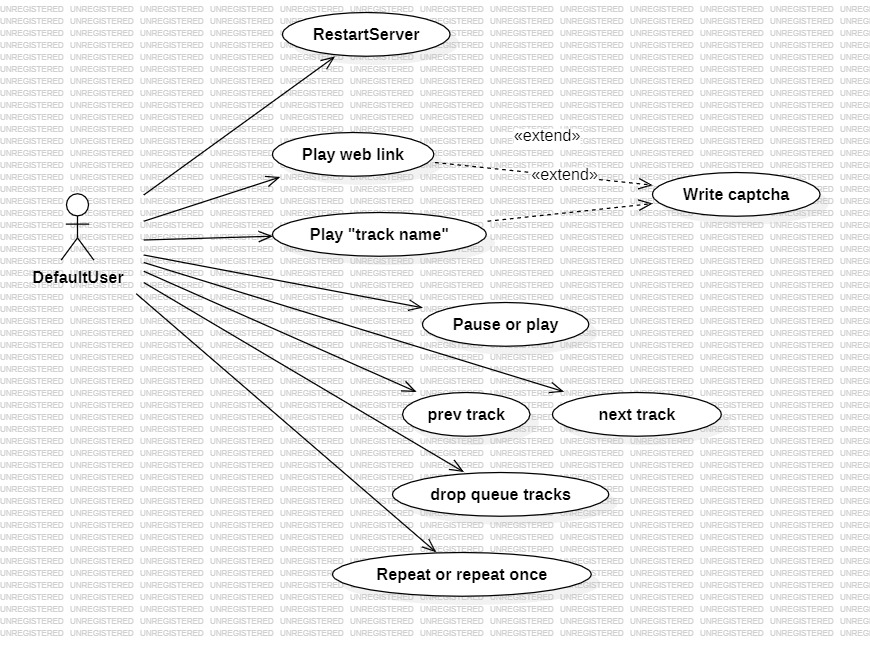 RestartServer
«extend»
Play web link
«extend»
Write captcha
Play "track name"
DefaultUser
Pause or play
prev track
next track
drop queue tracks
Repeat or repeat once
UNREGISTERED